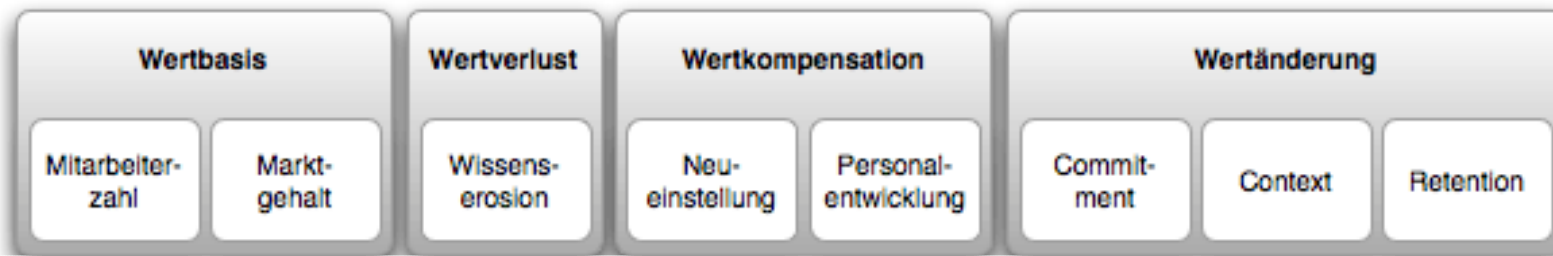 Wertbasis
Mitarbeiter-
zahl
Markt-
gehalt
Wertverlust
Wissens-
erosion
Wertkompensation
Neu-
einstellung
Personal-
entwicklung
Wertänderung
Commit-
ment
Context
Retention